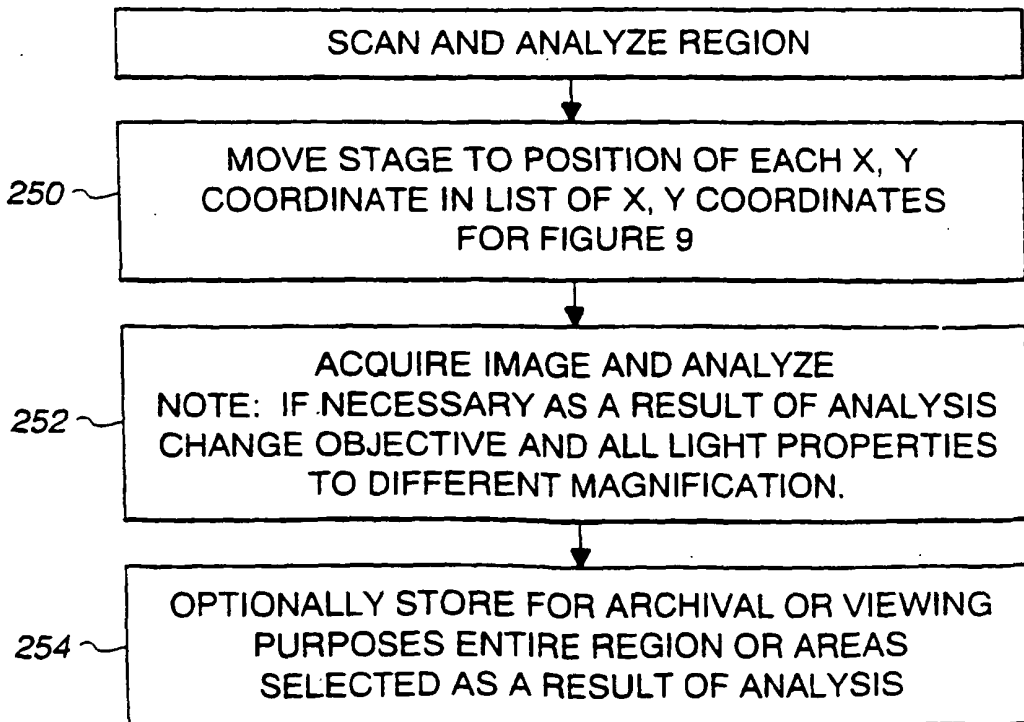 SCAN AND ANALYZE REGION
250
MOVE STAGE TO POSITION OF EACH X, Y
COORDINATE IN LIST OF X, Y COORDINATES
FOR FIGURE 9
252
ACQUIRE IMAGE AND ANALYZE
NOTE: IF NECESSARY AS A RESULT OF ANALYSIS
CHANGE OBJECTIVE AND ALL LIGHT PROPERTIES
TO DIFFERENT MAGNIFICATION.
254
OPTIONALLY STORE FOR ARCHIVAL OR VIEWING
PURPOSES ENTIRE REGION OR AREAS
SELECTED AS A RESULT OF ANALYSIS